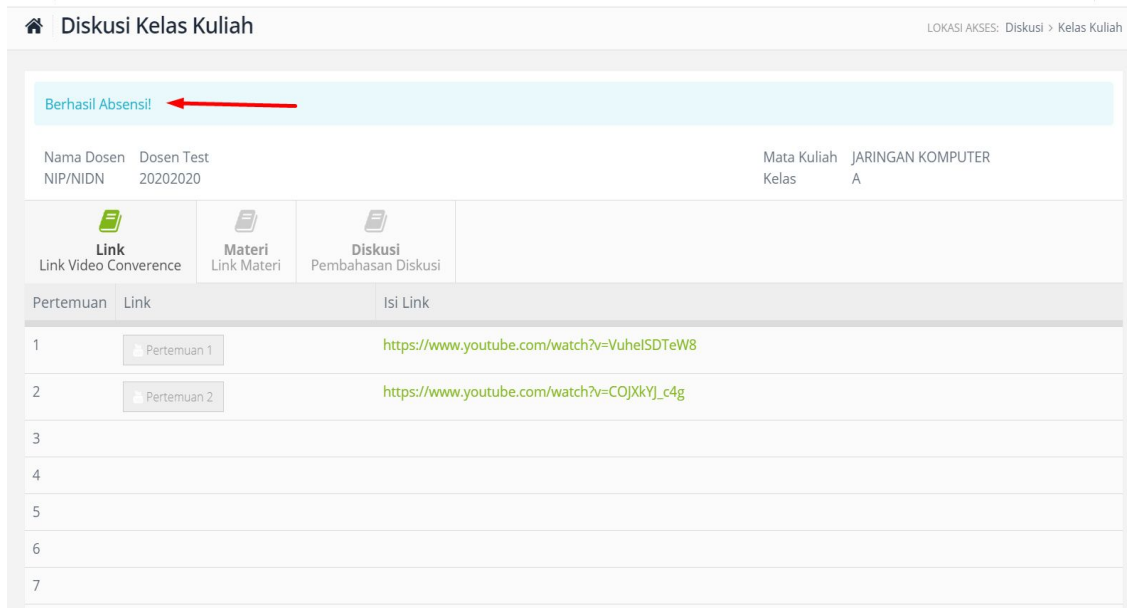 Diskusi Kelas Kuliah
LOKASI AKSES: Diskusi > Kelas Kuliah
Berhasil Absensi!
Nama Dosen Dosen Test
Mata Kuliah JARINGAN KOMPUTER
NIP/NIDN 20202020
Kelas A
Link
Link Video Converence
Materi
Link Materi
Diskusi
Pembahasan Diskusi
Pertemuan Link Isi Link
1 Pertemuan 1 https://www.youtube.com/watch?v=VuheISDTeW8
2 Pertemuan 2 https://www.youtube.com/watch?v=COJXkYJ_c4g
3
4
5
6
7